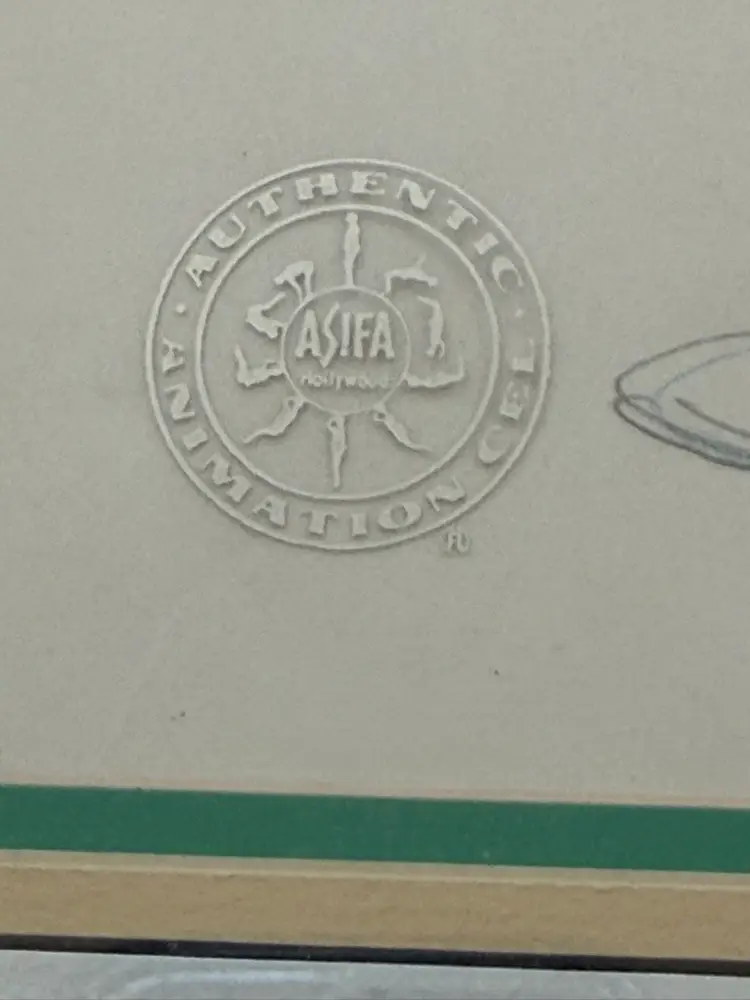 · AUTHENTIC ·
ASIFA
Hollywood
ANIMATION CEL